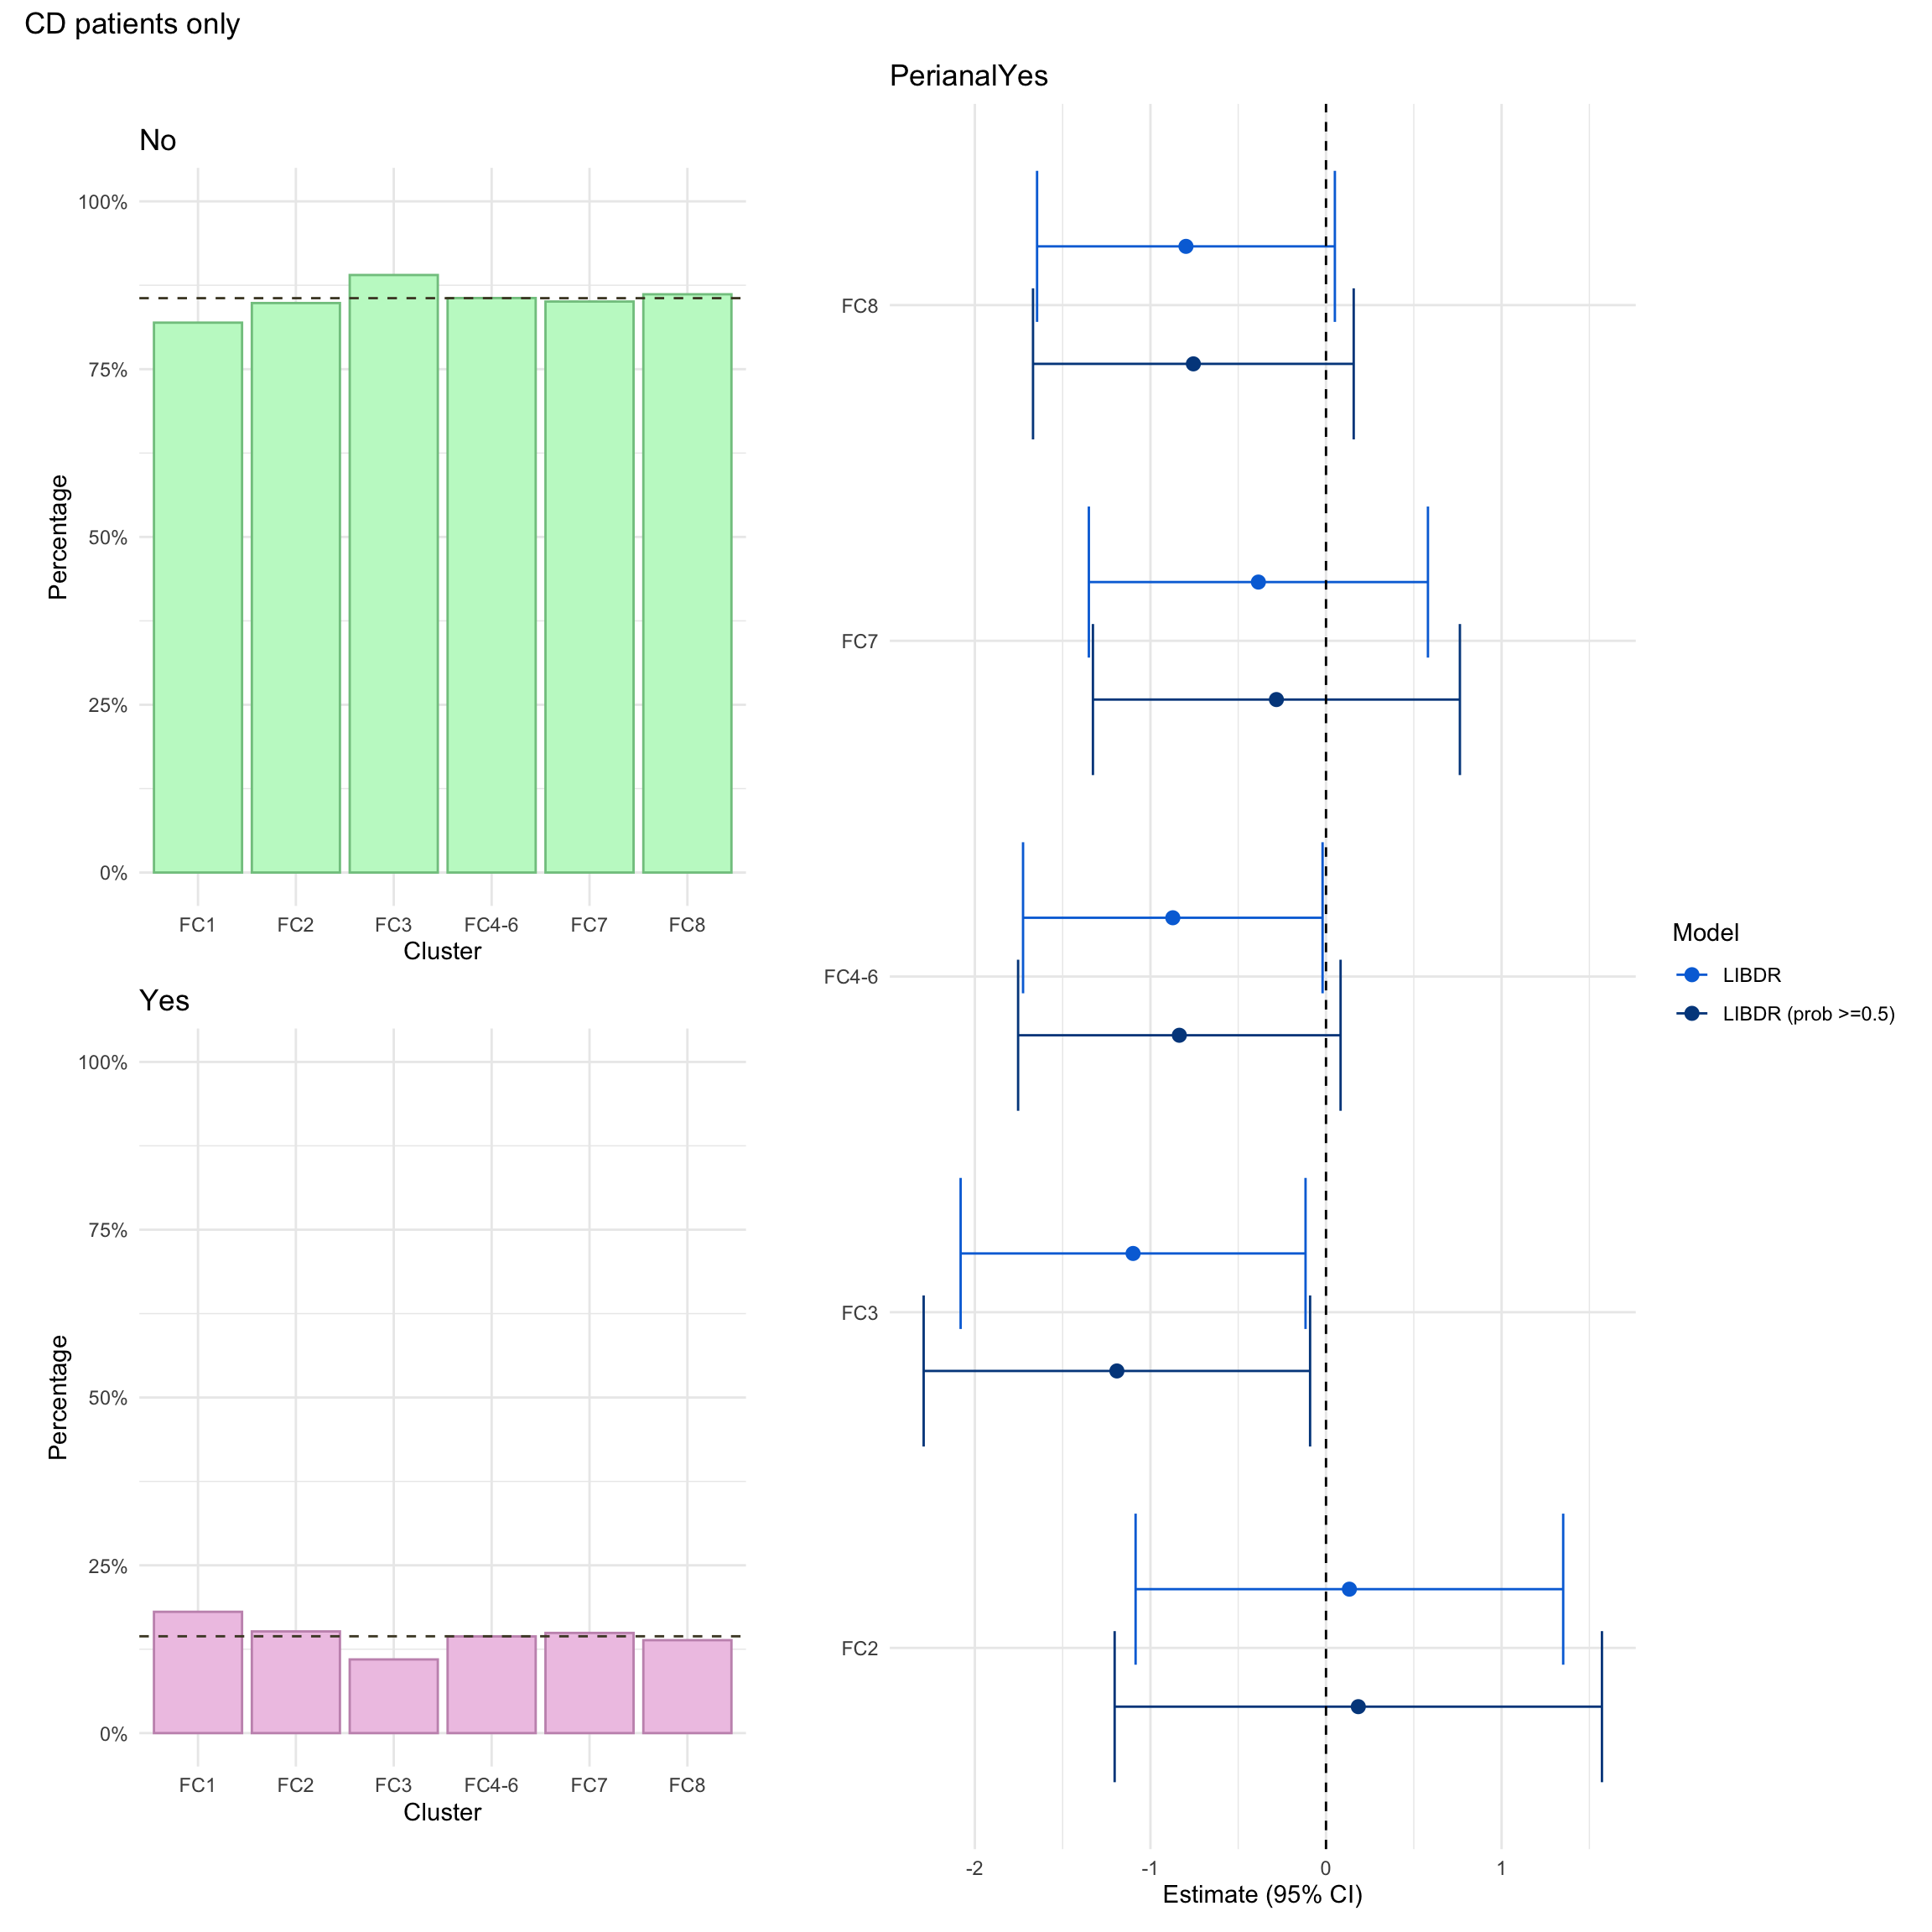 CD patients only
No
Percentage
100%
75%
50%
25%
0%
FC1 FC2 FC3 FC4-6 FC7 FC8
Cluster
Yes
Percentage
100%
75%
50%
25%
0%
FC1 FC2 FC3 FC4-6 FC7 FC8
Cluster
PerianalYes
FC8
FC7
FC4-6
FC3
FC2
-2 -1 0 1
Estimate (95% CI)
Model
LIBDR
LIBDR (prob >=0.5)